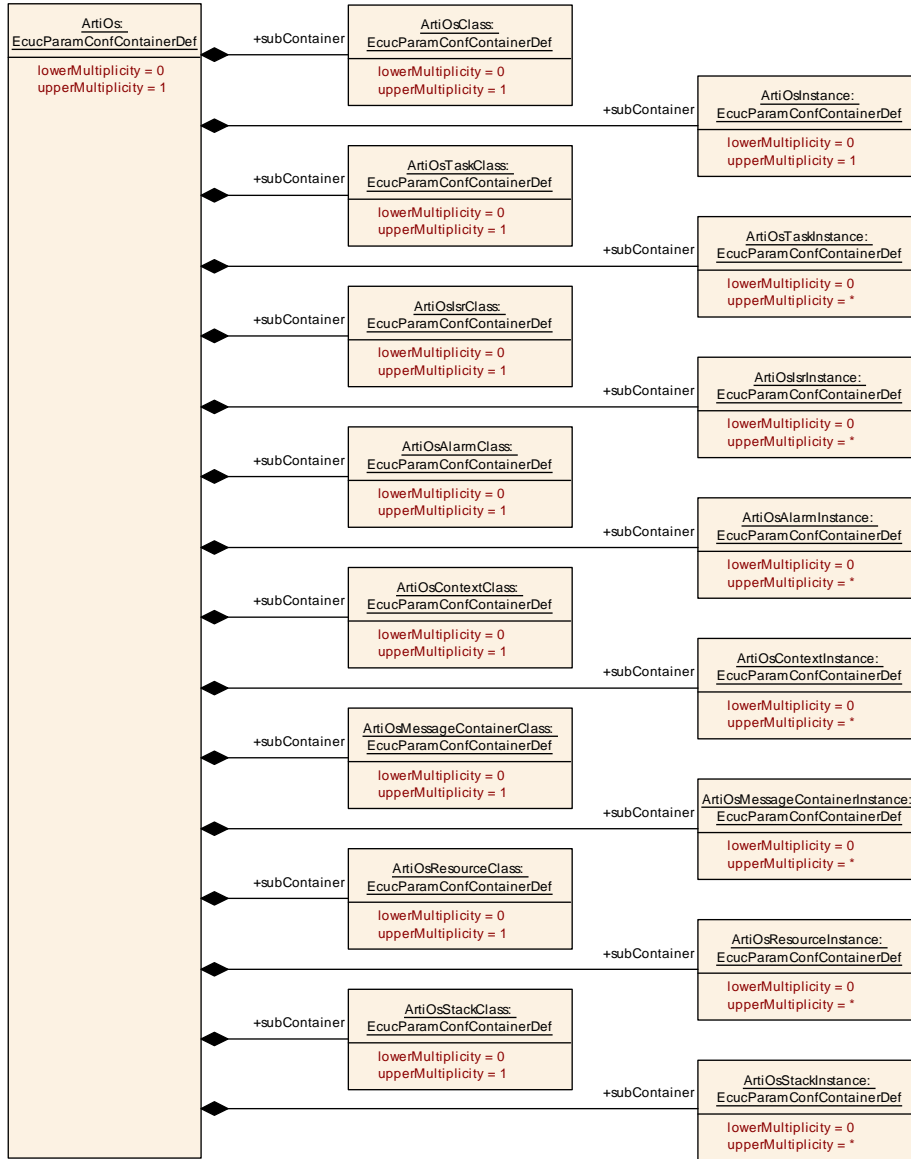 ArtiOs:
EcucParamConfContainerDef
lowerMultiplicity = 0
upperMultiplicity = 1
+subContainer
ArtiOsClass:
EcucParamConfContainerDef
lowerMultiplicity = 0
upperMultiplicity = 1
+subContainer
ArtiOsInstance:
EcucParamConfContainerDef
lowerMultiplicity = 0
upperMultiplicity = 1
+subContainer
ArtiOsTaskClass:
EcucParamConfContainerDef
lowerMultiplicity = 0
upperMultiplicity = 1
+subContainer
ArtiOsTaskInstance:
EcucParamConfContainerDef
lowerMultiplicity = 0
upperMultiplicity = *
+subContainer
ArtiOsIsrClass:
EcucParamConfContainerDef
lowerMultiplicity = 0
upperMultiplicity = 1
+subContainer
ArtiOsIsrInstance:
EcucParamConfContainerDef
lowerMultiplicity = 0
upperMultiplicity = *
+subContainer
ArtiOsAlarmClass:
EcucParamConfContainerDef
lowerMultiplicity = 0
upperMultiplicity = 1
+subContainer
ArtiOsAlarmInstance:
EcucParamConfContainerDef
lowerMultiplicity = 0
upperMultiplicity = *
+subContainer
ArtiOsContextClass:
EcucParamConfContainerDef
lowerMultiplicity = 0
upperMultiplicity = 1
+subContainer
ArtiOsContextInstance:
EcucParamConfContainerDef
lowerMultiplicity = 0
upperMultiplicity = *
+subContainer
ArtiOsMessageContainerClass:
EcucParamConfContainerDef
lowerMultiplicity = 0
upperMultiplicity = 1
+subContainer
ArtiOsMessageContainerInstance:
EcucParamConfContainerDef
lowerMultiplicity = 0
upperMultiplicity = *
+subContainer
ArtiOsResourceClass:
EcucParamConfContainerDef
lowerMultiplicity = 0
upperMultiplicity = 1
+subContainer
ArtiOsResourceInstance:
EcucParamConfContainerDef
lowerMultiplicity = 0
upperMultiplicity = *
+subContainer
ArtiOsStackClass:
EcucParamConfContainerDef
lowerMultiplicity = 0
upperMultiplicity = 1
+subContainer
ArtiOsStackInstance:
EcucParamConfContainerDef
lowerMultiplicity = 0
upperMultiplicity = *